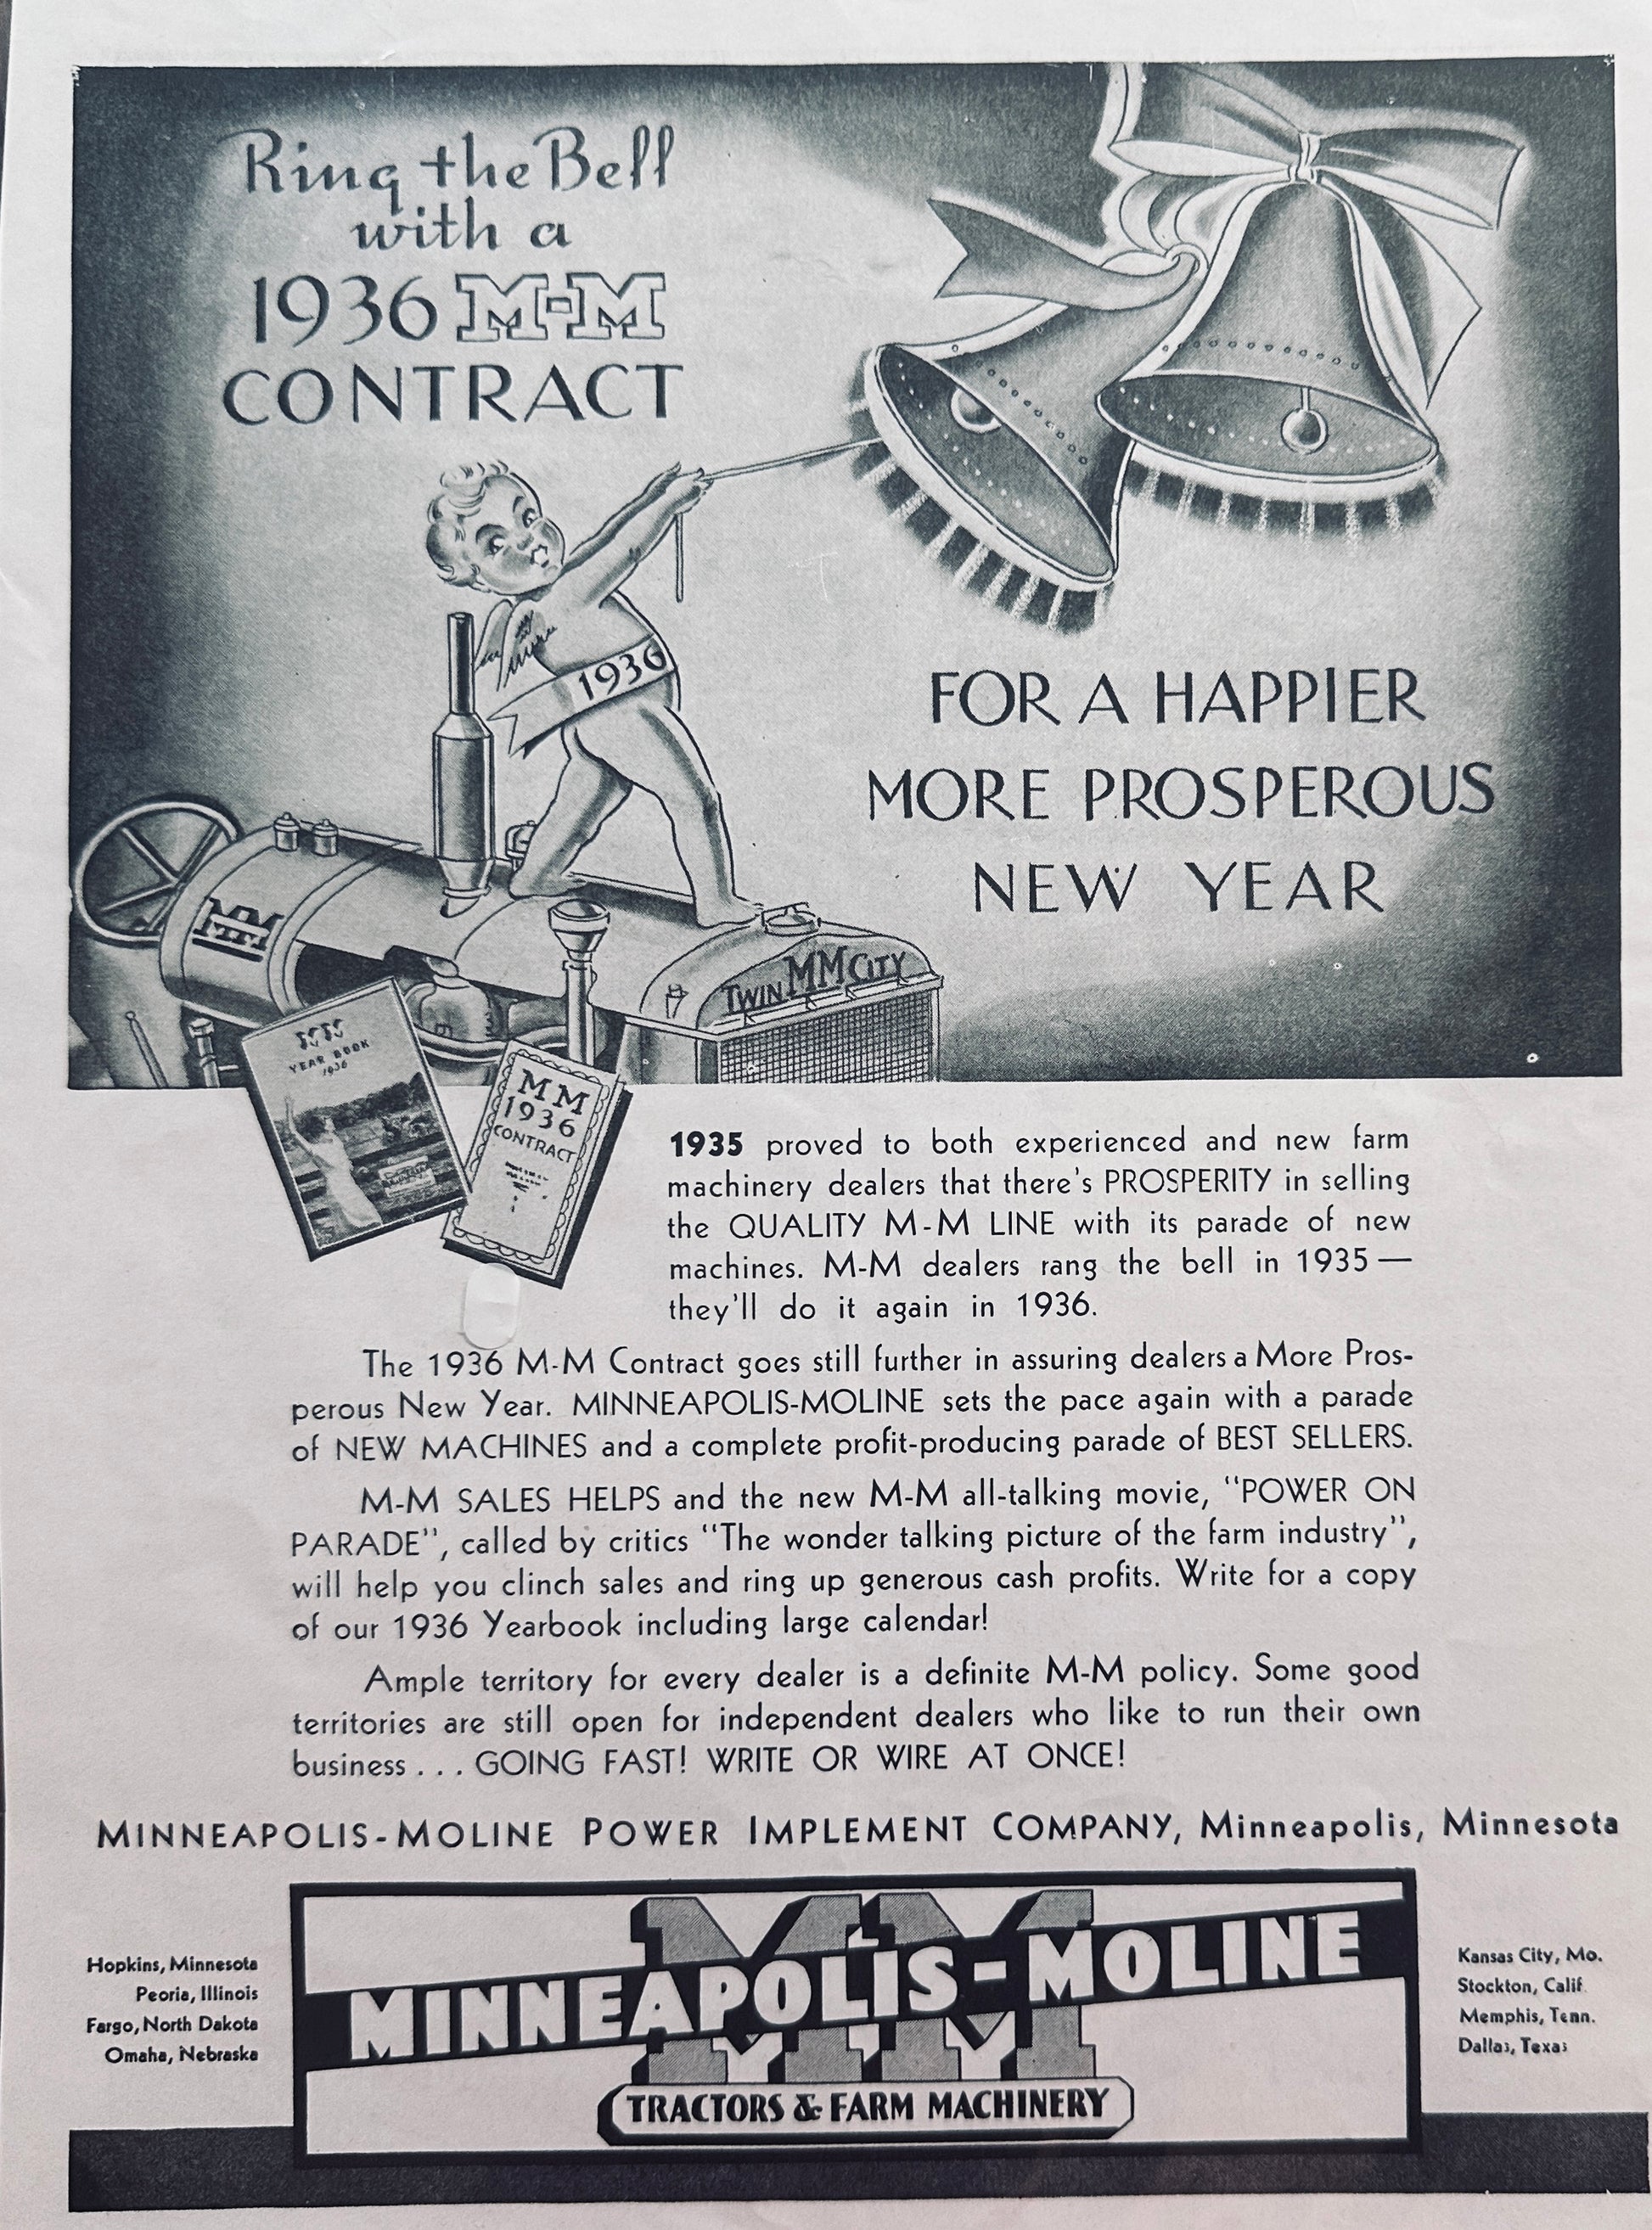 Ring the Bell
with a
1936 M-M
CONTRACT
1936
FOR A HAPPIER
MORE PROSPEROUS
NEW YEAR
MM
TWIN MM CITY
MM
YEAR BOOK
1936
MM
1936
CONTRACT
1935 proved to both experienced and new farm
machinery dealers that there's PROSPERITY in selling
the QUALITY M-M LINE with its parade of new
machines. M-M dealers rang the bell in 1935 —
they'll do it again in 1936.
The 1936 M-M Contract goes still further in assuring dealers a More Pros-
perous New Year. MINNEAPOLIS-MOLINE sets the pace again with a parade
of NEW MACHINES and a complete profit-producing parade of BEST SELLERS.
M-M SALES HELPS and the new M-M all-talking movie, "POWER ON
PARADE", called by critics "The wonder talking picture of the farm industry",
will help you clinch sales and ring up generous cash profits. Write for a copy
of our 1936 Yearbook including large calendar!
Ample territory for every dealer is a definite M-M policy. Some good
territories are still open for independent dealers who like to run their own
business . . . GOING FAST! WRITE OR WIRE AT ONCE!
MINNEAPOLIS-MOLINE POWER IMPLEMENT COMPANY, Minneapolis, Minnesota
Hopkins, Minnesota
Peoria, Illinois
Fargo, North Dakota
Omaha, Nebraska
MM
MINNEAPOLIS-MOLINE
TRACTORS & FARM MACHINERY
Kansas City, Mo.
Stockton, Calif.
Memphis, Tenn.
Dallas, Texas